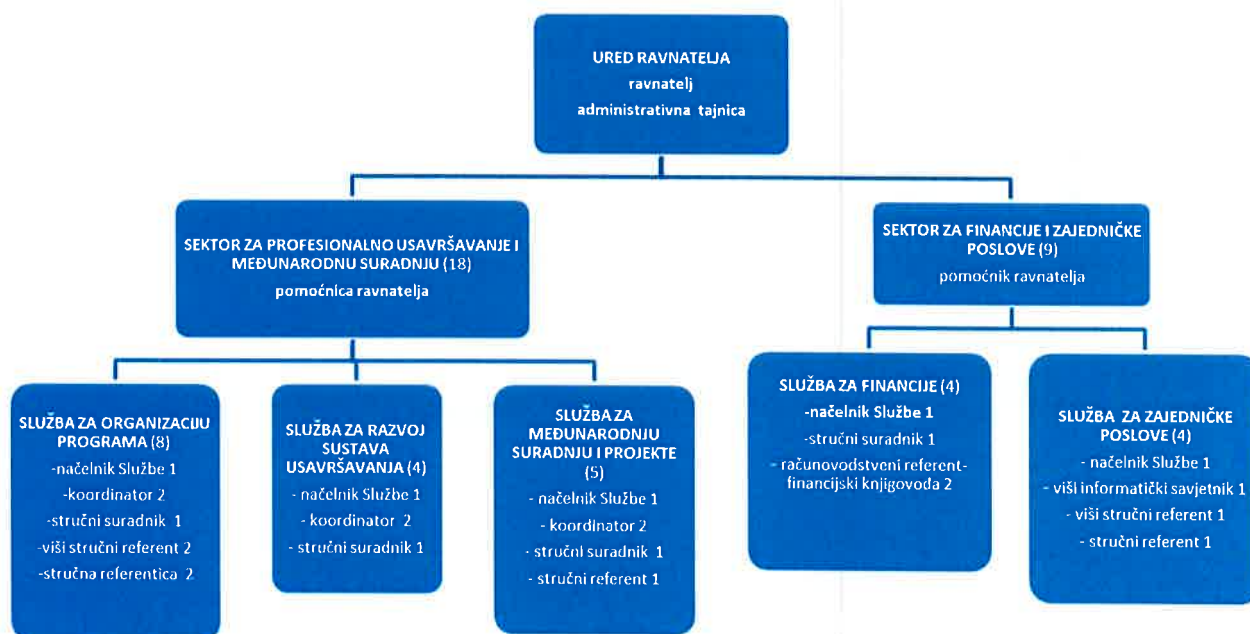 URED RAVNATELJA
ravnatelj
administrativna tajnica
SEKTOR ZA PROFESIONALNO USAVRŠAVANJE I
MEĐUNARODNU SURADNJU (18)
pomoćnica ravnatelja
SEKTOR ZA FINANCIJE I ZAJEDNIČKE
POSLOVE (9)
pomoćnik ravnatelja
SLUŽBA ZA ORGANIZACIJU
PROGRAMA (8)
-načelnik Službe 1
-koordinator 2
-stručni suradnik 1
-viši stručni referent 2
-stručna referentica 2
SLUŽBA ZA RAZVOJ
SUSTAVA
USAVRŠAVANJA (4)
- načelnik Službe 1
- koordinator 2
- stručni suradnik 1
SLUŽBA ZA
MEĐUNARODNJU
SURADNJU I PROJEKTE
(5)
- načelnik Službe 1
- koordinator 2
- stručni suradnik 1
- stručni referent 1
SLUŽBA ZA FINANCIJE (4)
-načelnik Službe 1
-stručni suradnik 1
- računovodstveni referent-
financijski knjigovođa 2
SLUŽBA ZA ZAJEDNIČKE
POSLOVE (4)
- načelnik Službe 1
- viši informatički savjetnik 1
- viši stručni referent 1
- stručni referent 1